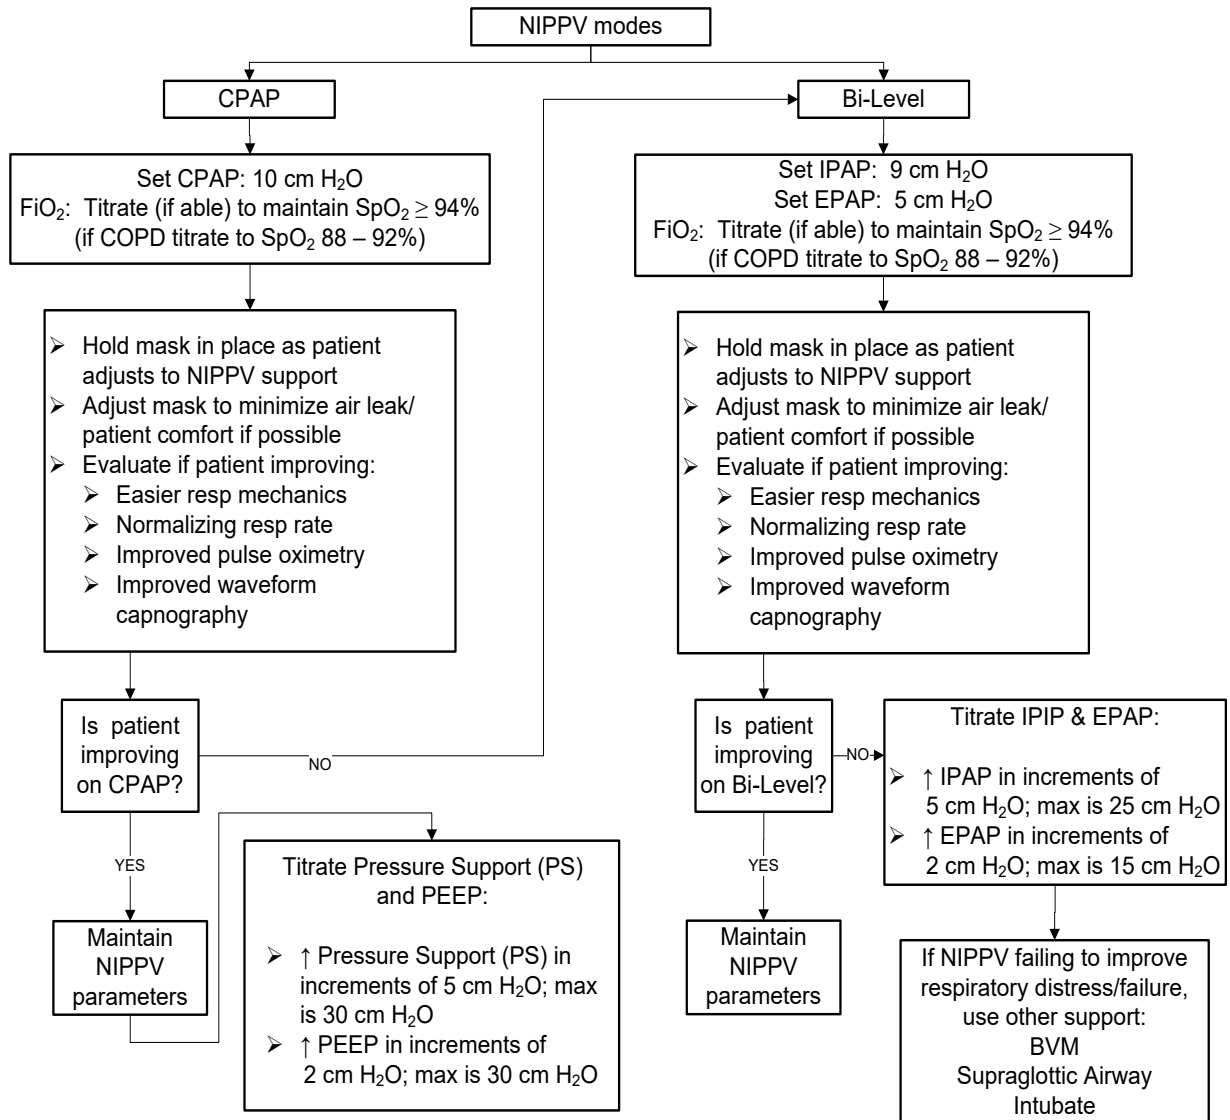 NIPPV modes
CPAP
Set CPAP: 10 cm H₂O
FiO₂: Titrate (if able) to maintain SpO₂ ≥ 94%
(if COPD titrate to SpO₂ 88 – 92%)
➢ Hold mask in place as patient
adjusts to NIPPV support
➢ Adjust mask to minimize air leak/
patient comfort if possible
➢ Evaluate if patient improving:
➢ Easier resp mechanics
➢ Normalizing resp rate
➢ Improved pulse oximetry
➢ Improved waveform
capnography
Is patient
improving
on CPAP?
NO
YES
Maintain
NIPPV
parameters
Titrate Pressure Support (PS)
and PEEP:
➢ ↑ Pressure Support (PS) in
increments of 5 cm H₂O; max
is 30 cm H₂O
➢ ↑ PEEP in increments of
2 cm H₂O; max is 30 cm H₂O
Bi-Level
Set IPAP: 9 cm H₂O
Set EPAP: 5 cm H₂O
FiO₂: Titrate (if able) to maintain SpO₂ ≥ 94%
(if COPD titrate to SpO₂ 88 – 92%)
➢ Hold mask in place as patient
adjusts to NIPPV support
➢ Adjust mask to minimize air leak/
patient comfort if possible
➢ Evaluate if patient improving:
➢ Easier resp mechanics
➢ Normalizing resp rate
➢ Improved pulse oximetry
➢ Improved waveform
capnography
Is patient
improving
on Bi-Level?
NO
YES
Maintain
NIPPV
parameters
Titrate IPIP & EPAP:
➢ ↑ IPAP in increments of
5 cm H₂O; max is 25 cm H₂O
➢ ↑ EPAP in increments of
2 cm H₂O; max is 15 cm H₂O
If NIPPV failing to improve
respiratory distress/failure,
use other support:
BVM
Supraglottic Airway
Intubate